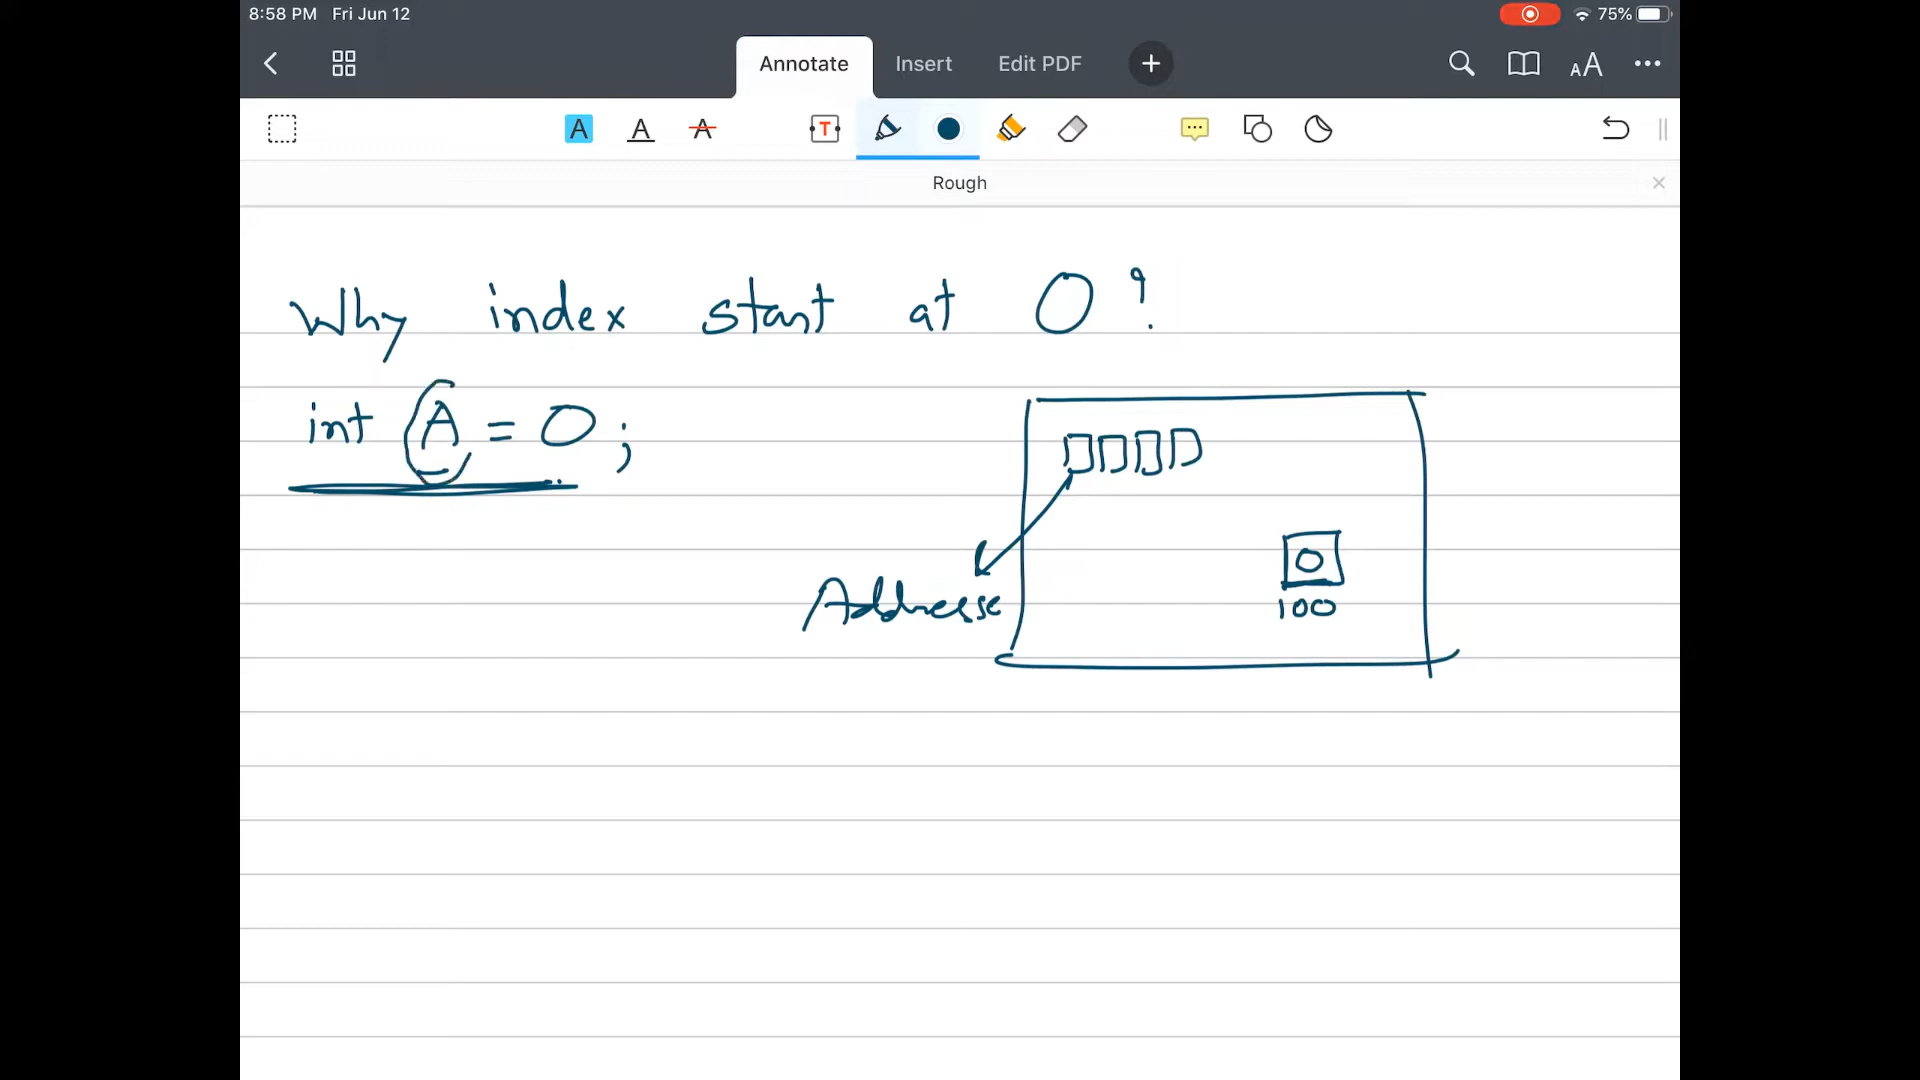 8:58 PM Fri Jun 12 75%
Annotate Insert Edit PDF
A A A T
Rough
Why index start at 0?
int A = 0;
0
100
Addresse